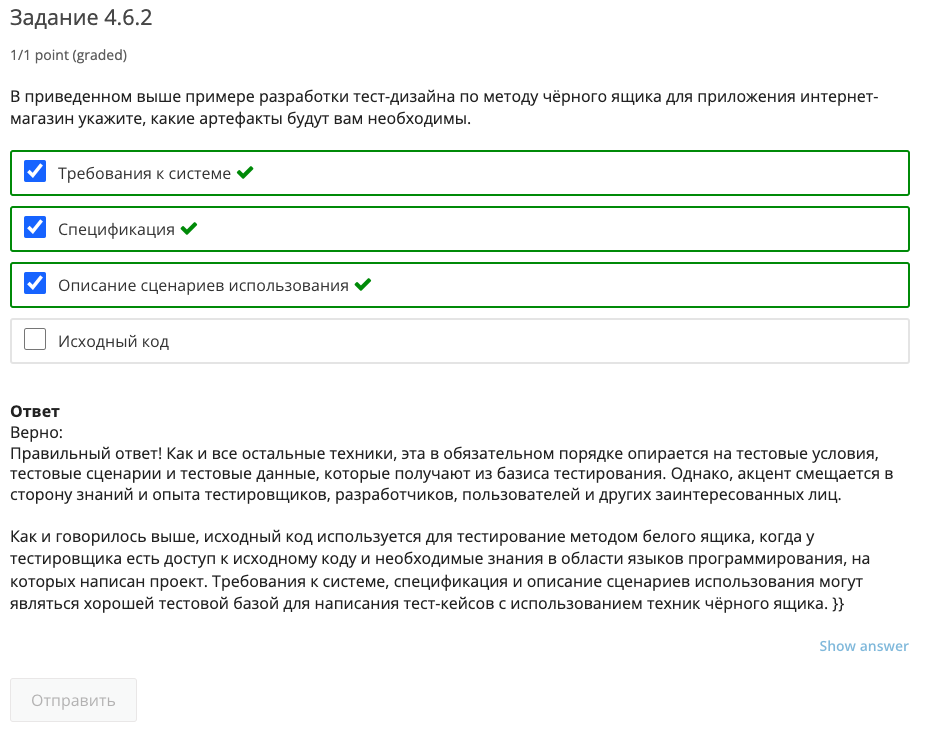 Задание 4.6.2
1/1 point (graded)
В приведенном выше примере разработки тест-дизайна по методу чёрного ящика для приложения интернет-
магазин укажите, какие артефакты будут вам необходимы.
Требования к системе
Спецификация
Описание сценариев использования
Исходный код
Ответ
Верно:
Правильный ответ! Как и все остальные техники, эта в обязательном порядке опирается на тестовые условия,
тестовые сценарии и тестовые данные, которые получают из базиса тестирования. Однако, акцент смещается в
сторону знаний и опыта тестировщиков, разработчиков, пользователей и других заинтересованных лиц.
Как и говорилось выше, исходный код используется для тестирование методом белого ящика, когда у
тестировщика есть доступ к исходному коду и необходимые знания в области языков программирования, на
которых написан проект. Требования к системе, спецификация и описание сценариев использования могут
являться хорошей тестовой базой для написания тест-кейсов с использованием техник чёрного ящика. }}
Show answer
Отправить